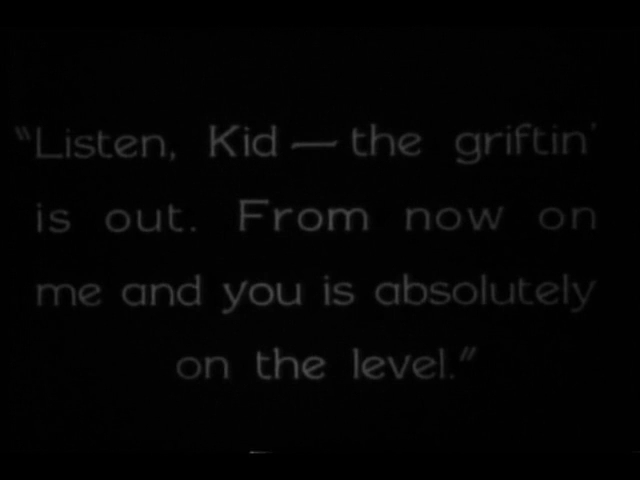 "Listen, Kid — the griftin'
is out. From now on
me and you is absolutely
on the level."